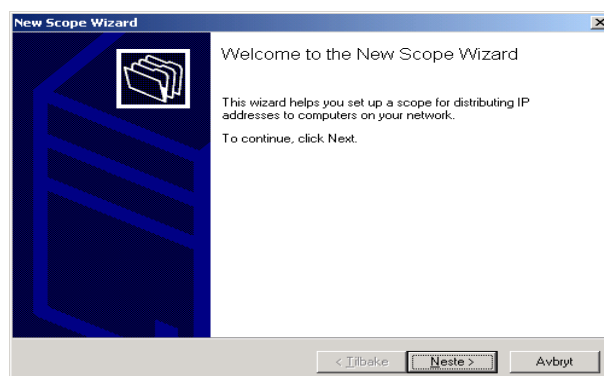 New Scope Wizard
Welcome to the New Scope Wizard
This wizard helps you set up a scope for distributing IP
addresses to computers on your network.
To continue, click Next.
< Tilbake
Neste >
Avbryt